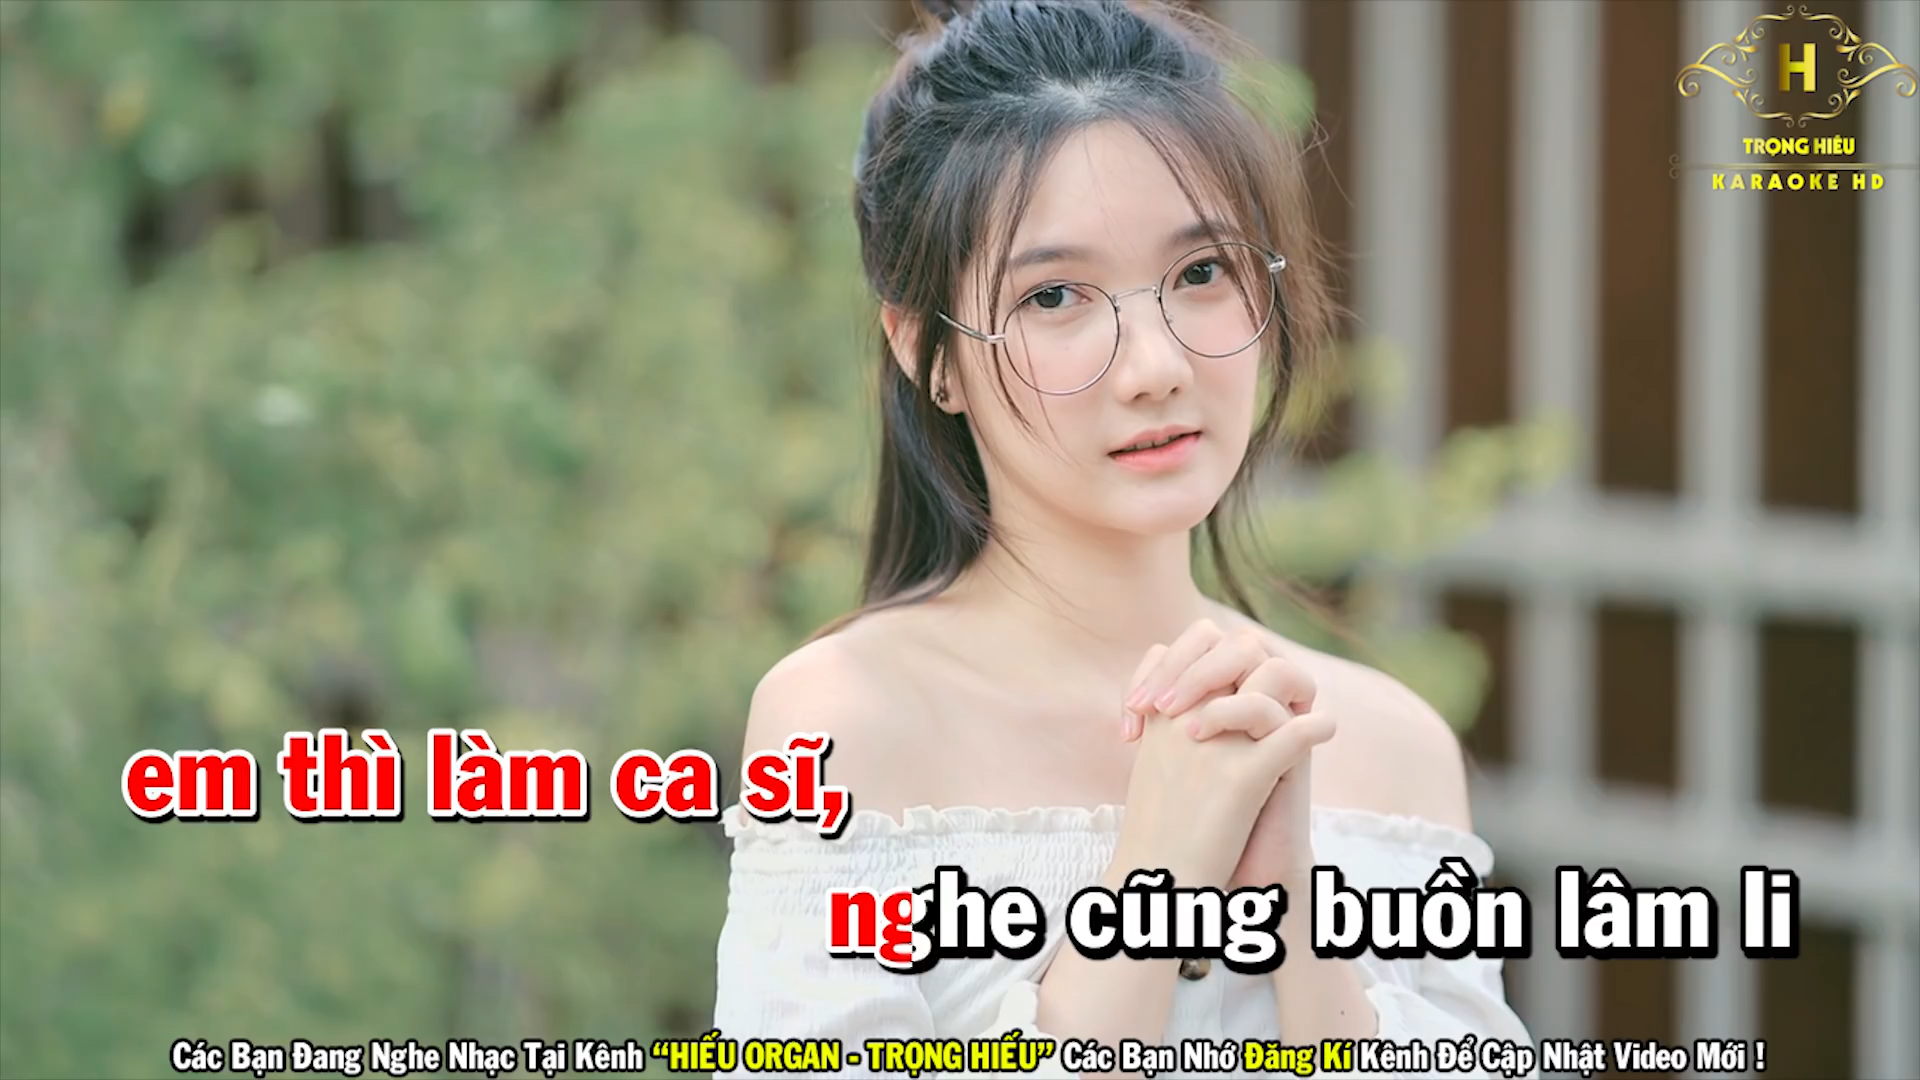 H
TRỌNG HIẾU
KARAOKE HD
em thì làm ca sĩ,
nghe cũng buồn lâm li
Các Bạn Đang Nghe Nhạc Tại Kênh “HIẾU ORGAN - TRỌNG HIẾU” Các Bạn Nhớ Đăng Kí Kênh Để Cập Nhật Video Mới !